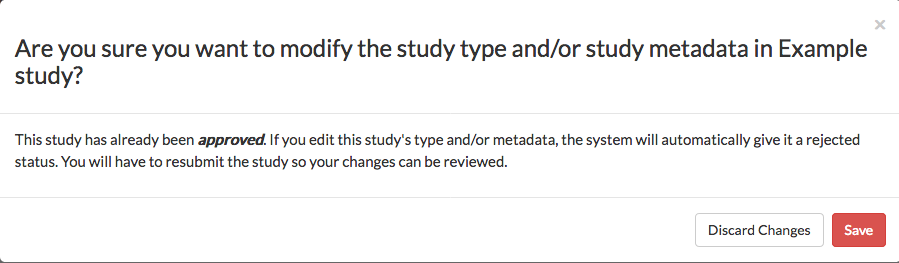 ×
Are you sure you want to modify the study type and/or study metadata in Example
study?
This study has already been approved. If you edit this study's type and/or metadata, the system will automatically give it a rejected
status. You will have to resubmit the study so your changes can be reviewed.
Discard Changes
Save